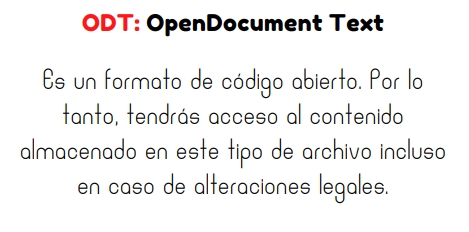 ODT: OpenDocument Text
Es un formato de código abierto. Por lo
tanto, tendrás acceso al contenido
almacenado en este tipo de archivo incluso
en caso de alteraciones legales.